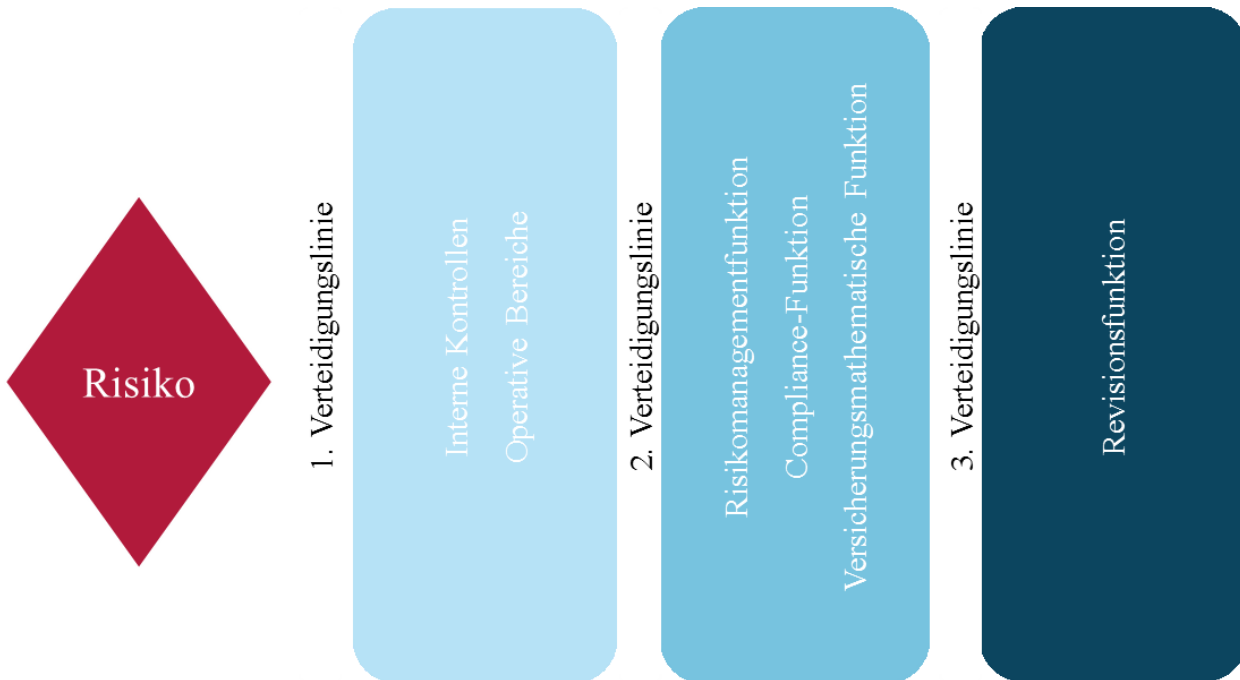 Risiko
1. Verteidigungslinie
Interne Kontrollen
Operative Bereiche
2. Verteidigungslinie
Risikomanagementfunktion
Compliance-Funktion
Versicherungsmathematische Funktion
3. Verteidigungslinie
Revisionsfunktion